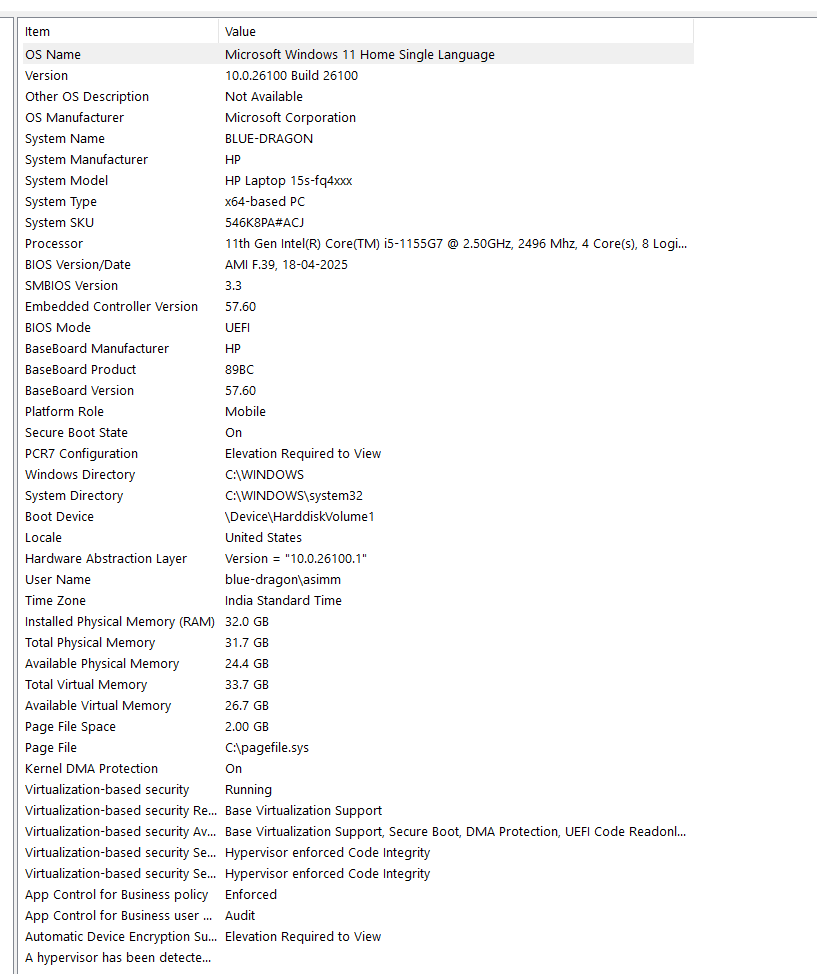 Item Value
OS Name Microsoft Windows 11 Home Single Language
Version 10.0.26100 Build 26100
Other OS Description Not Available
OS Manufacturer Microsoft Corporation
System Name BLUE-DRAGON
System Manufacturer HP
System Model HP Laptop 15s-fq4xxx
System Type x64-based PC
System SKU 546K8PA#ACJ
Processor 11th Gen Intel(R) Core(TM) i5-1155G7 @ 2.50GHz, 2496 Mhz, 4 Core(s), 8 Logi...
BIOS Version/Date AMI F.39, 18-04-2025
SMBIOS Version 3.3
Embedded Controller Version 57.60
BIOS Mode UEFI
BaseBoard Manufacturer HP
BaseBoard Product 89BC
BaseBoard Version 57.60
Platform Role Mobile
Secure Boot State On
PCR7 Configuration Elevation Required to View
Windows Directory C:\WINDOWS
System Directory C:\WINDOWS\system32
Boot Device \Device\HarddiskVolume1
Locale United States
Hardware Abstraction Layer Version = "10.0.26100.1"
User Name blue-dragon\asimm
Time Zone India Standard Time
Installed Physical Memory (RAM) 32.0 GB
Total Physical Memory 31.7 GB
Available Physical Memory 24.4 GB
Total Virtual Memory 33.7 GB
Available Virtual Memory 26.7 GB
Page File Space 2.00 GB
Page File C:\pagefile.sys
Kernel DMA Protection On
Virtualization-based security Running
Virtualization-based security Re... Base Virtualization Support
Virtualization-based security Av... Base Virtualization Support, Secure Boot, DMA Protection, UEFI Code Readonl...
Virtualization-based security Se... Hypervisor enforced Code Integrity
Virtualization-based security Se... Hypervisor enforced Code Integrity
App Control for Business policy Enforced
App Control for Business user ... Audit
Automatic Device Encryption Su... Elevation Required to View
A hypervisor has been detecte...